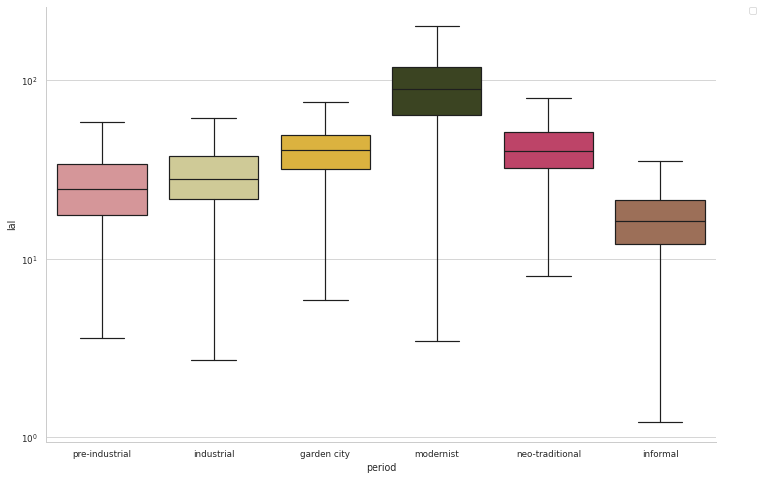 10²
10¹
10⁰
lal
pre-industrial
industrial
garden city
modernist
neo-traditional
informal
period